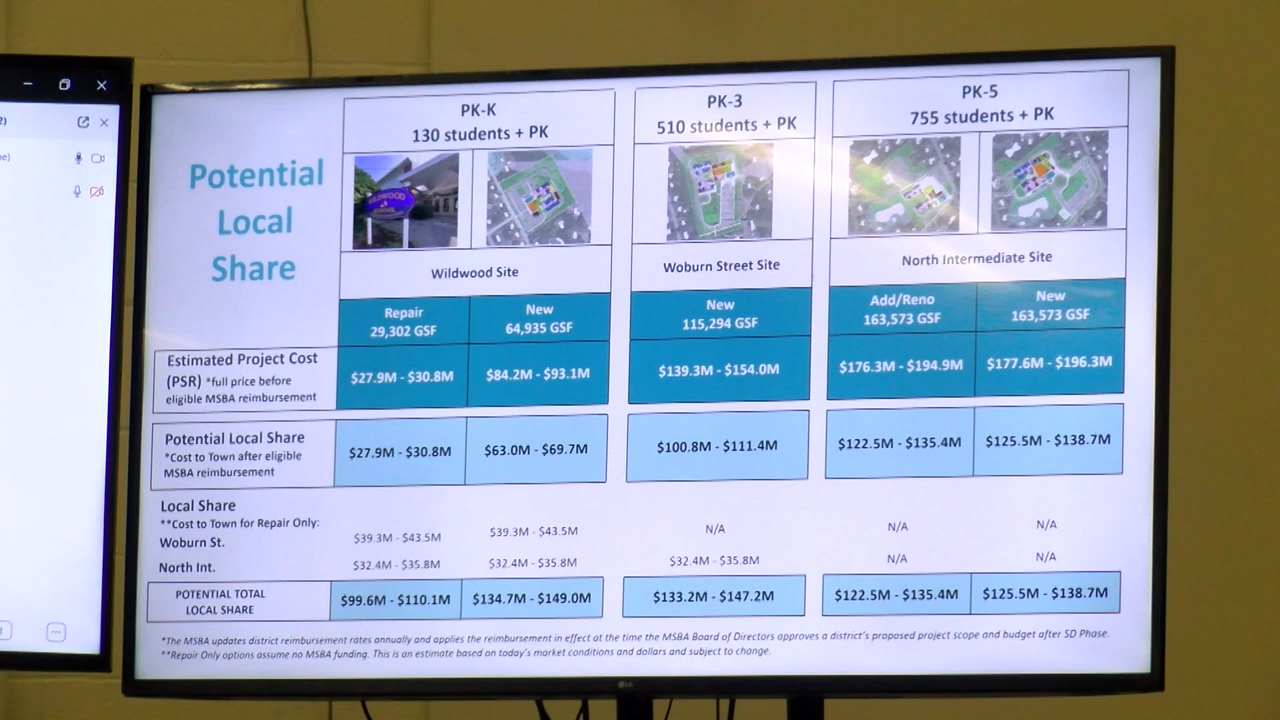 Potential
Local
Share
PK-K
130 students + PK
PK-3
510 students + PK
PK-5
755 students + PK
WILDWOOD
Wildwood Site
Woburn Street Site
North Intermediate Site
Repair
29,302 GSF
New
64,935 GSF
New
115,294 GSF
Add/Reno
163,573 GSF
New
163,573 GSF
Estimated Project Cost
(PSR) *full price before
eligible MSBA reimbursement
$27.9M - $30.8M
$84.2M - $93.1M
$139.3M - $154.0M
$176.3M - $194.9M
$177.6M - $196.3M
Potential Local Share
*Cost to Town after eligible
MSBA reimbursement
$27.9M - $30.8M
$63.0M - $69.7M
$100.8M - $111.4M
$122.5M - $135.4M
$125.5M - $138.7M
Local Share
**Cost to Town for Repair Only:
Woburn St.
$39.3M - $43.5M
$39.3M - $43.5M
N/A
N/A
N/A
North Int.
$32.4M - $35.8M
$32.4M - $35.8M
$32.4M - $35.8M
N/A
N/A
POTENTIAL TOTAL
LOCAL SHARE
$99.6M - $110.1M
$134.7M - $149.0M
$133.2M - $147.2M
$122.5M - $135.4M
$125.5M - $138.7M
*The MSBA updates district reimbursement rates annually and applies the reimbursement in effect at the time the MSBA Board of Directors approves a district's proposed project scope and budget after SD Phase.
**Repair Only options assume no MSBA funding. This is an estimate based on today's market conditions and dollars and subject to change.
LG